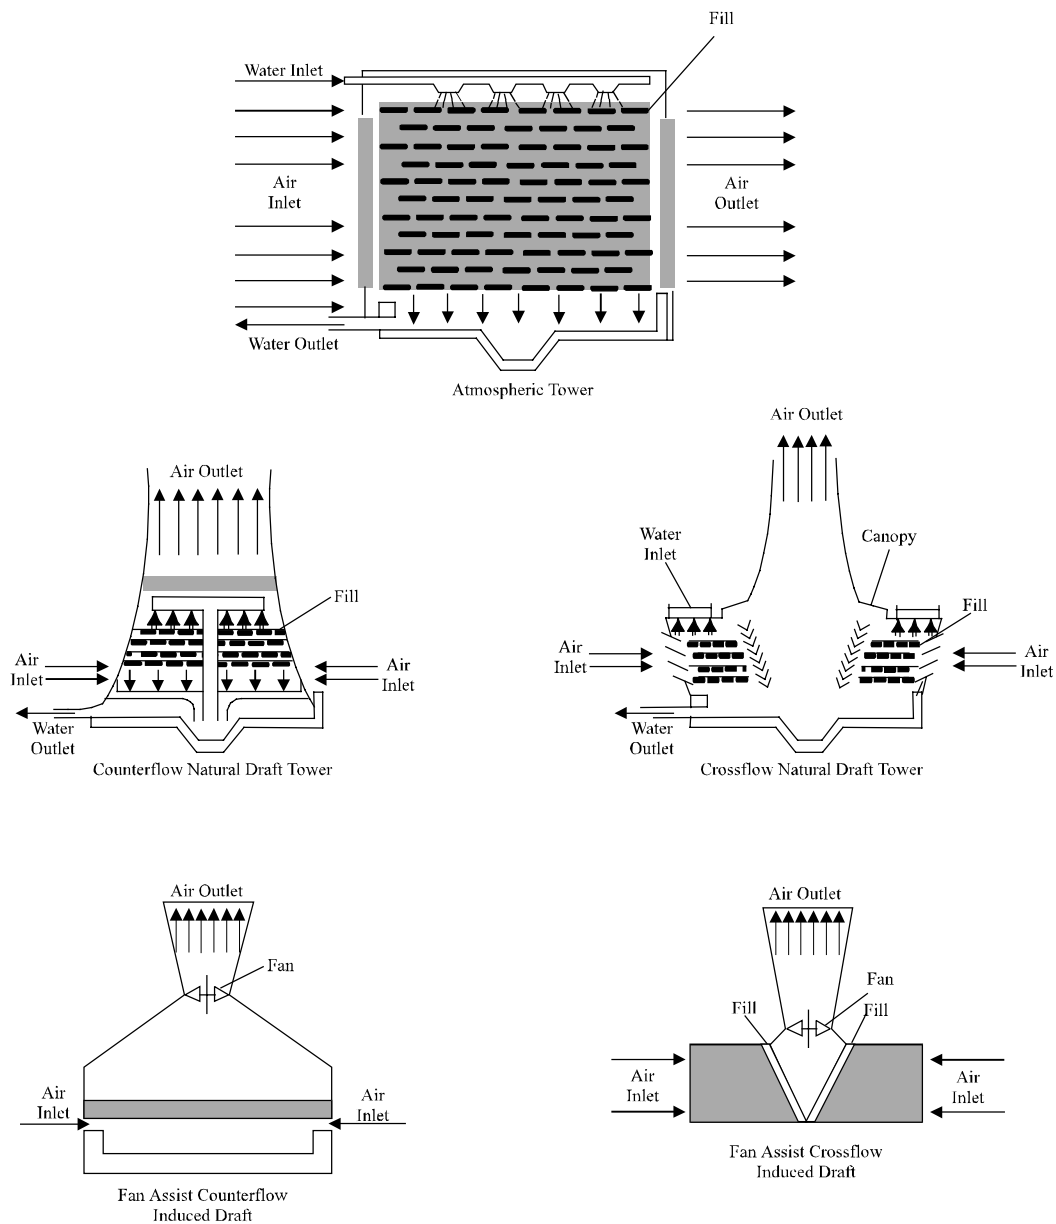 Fill
Water Inlet
Air
Inlet
Air
Outlet
Water Outlet
Atmospheric Tower
Air Outlet
Air Outlet
Water
Inlet
Canopy
Fill
Fill
Air
Inlet
Air
Inlet
Air
Inlet
Air
Inlet
Water
Outlet
Water
Outlet
Counterflow Natural Draft Tower
Crossflow Natural Draft Tower
Air Outlet
Air Outlet
Fan
Fan
Fill
Fill
Air
Inlet
Air
Inlet
Air
Inlet
Air
Inlet
Fan Assist Counterflow
Induced Draft
Fan Assist Crossflow
Induced Draft